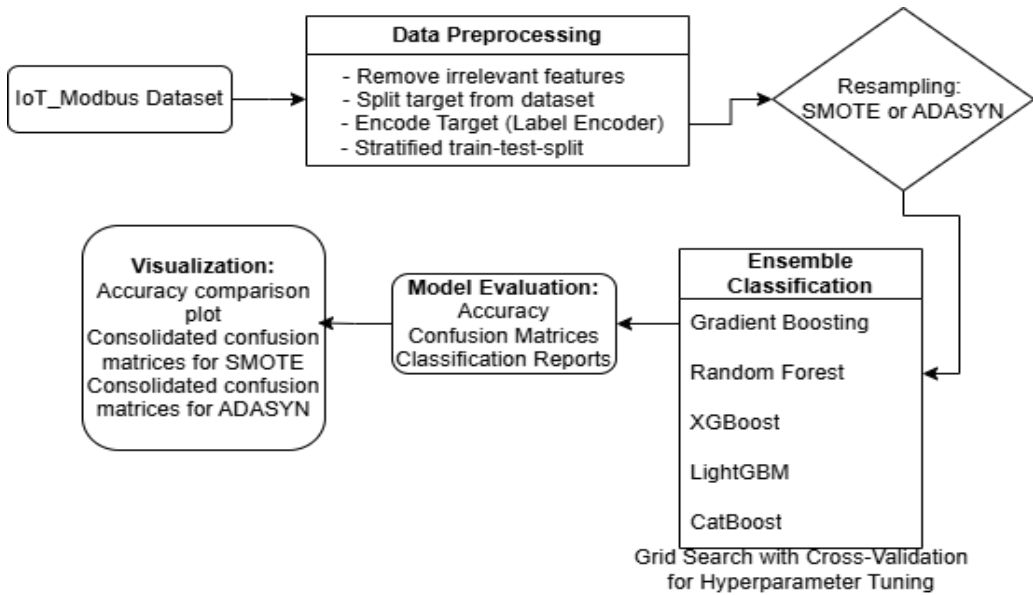 IoT_Modbus Dataset
Data Preprocessing
- Remove irrelevant features
- Split target from dataset
- Encode Target (Label Encoder)
- Stratified train-test-split
Resampling:
SMOTE or ADASYN
Ensemble
Classification
Gradient Boosting
Random Forest
XGBoost
LightGBM
CatBoost
Grid Search with Cross-Validation
for Hyperparameter Tuning
Model Evaluation:
Accuracy
Confusion Matrices
Classification Reports
Visualization:
Accuracy comparison
plot
Consolidated confusion
matrices for SMOTE
Consolidated confusion
matrices for ADASYN